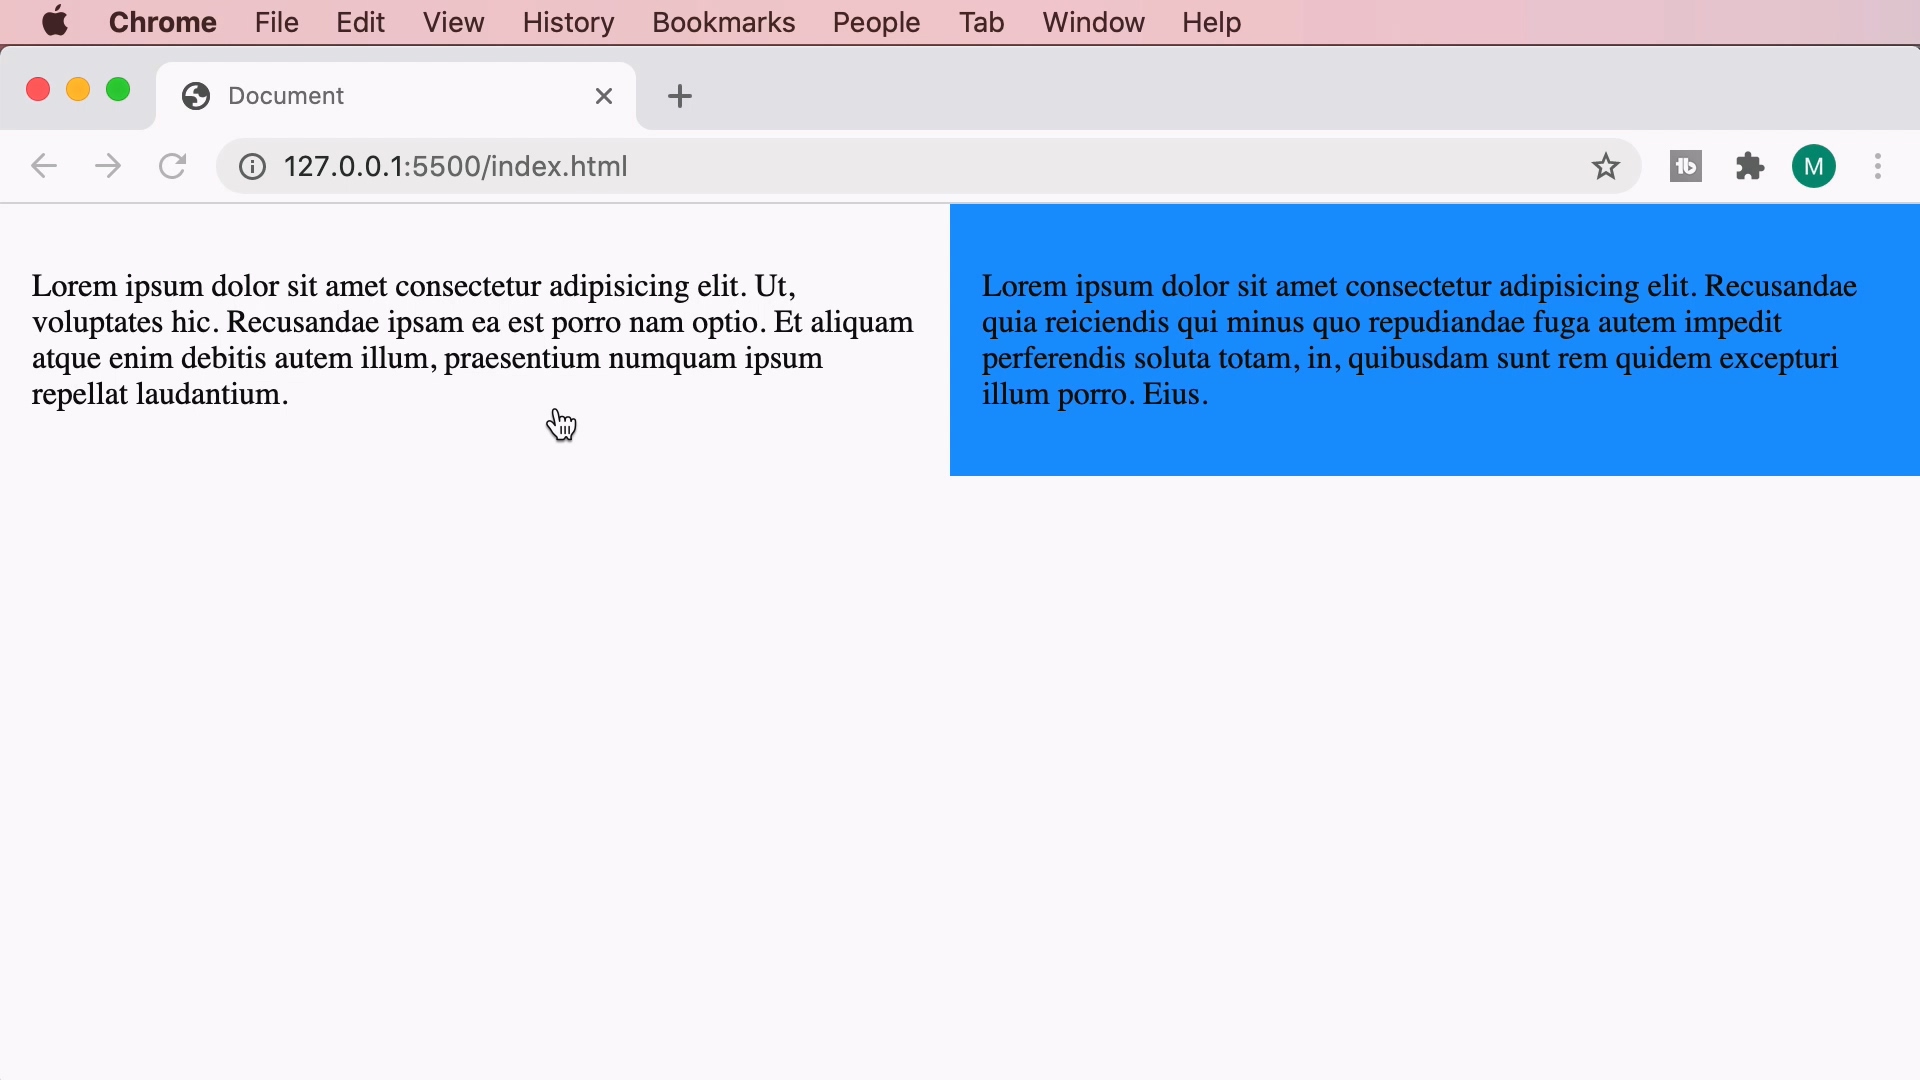 Chrome File Edit View History Bookmarks People Tab Window Help
Document
127.0.0.1:5500/index.html
tb
M
Lorem ipsum dolor sit amet consectetur adipisicing elit. Ut,
voluptates hic. Recusandae ipsam ea est porro nam optio. Et aliquam
atque enim debitis autem illum, praesentium numquam ipsum
repellat laudantium.
Lorem ipsum dolor sit amet consectetur adipisicing elit. Recusandae
quia reiciendis qui minus quo repudiandae fuga autem impedit
perferendis soluta totam, in, quibusdam sunt rem quidem excepturi
illum porro. Eius.